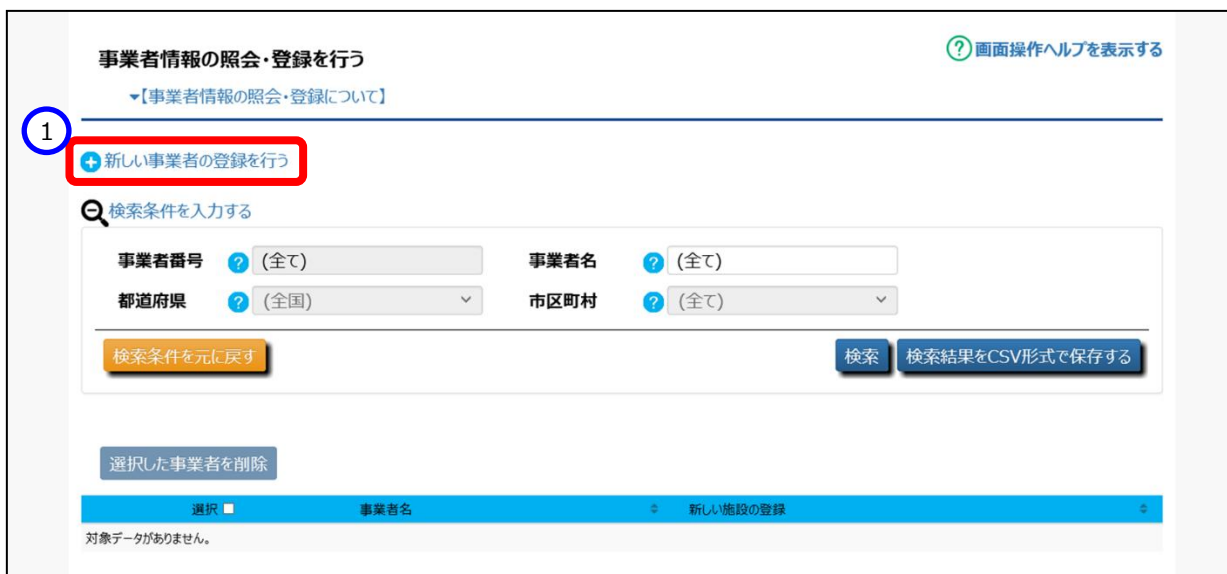 事業者情報の照会・登録を行う
?画面操作ヘルプを表示する
▼【事業者情報の照会・登録について】
1
新しい事業者の登録を行う
検索条件を入力する
事業者番号 ? (全て) 事業者名 ? (全て)
都道府県 ? (全国) 市区町村 ? (全て)
検索条件を元に戻す 検索 検索結果をCSV形式で保存する
選択した事業者を削除
選択 事業者名 新しい施設の登録
対象データがありません。